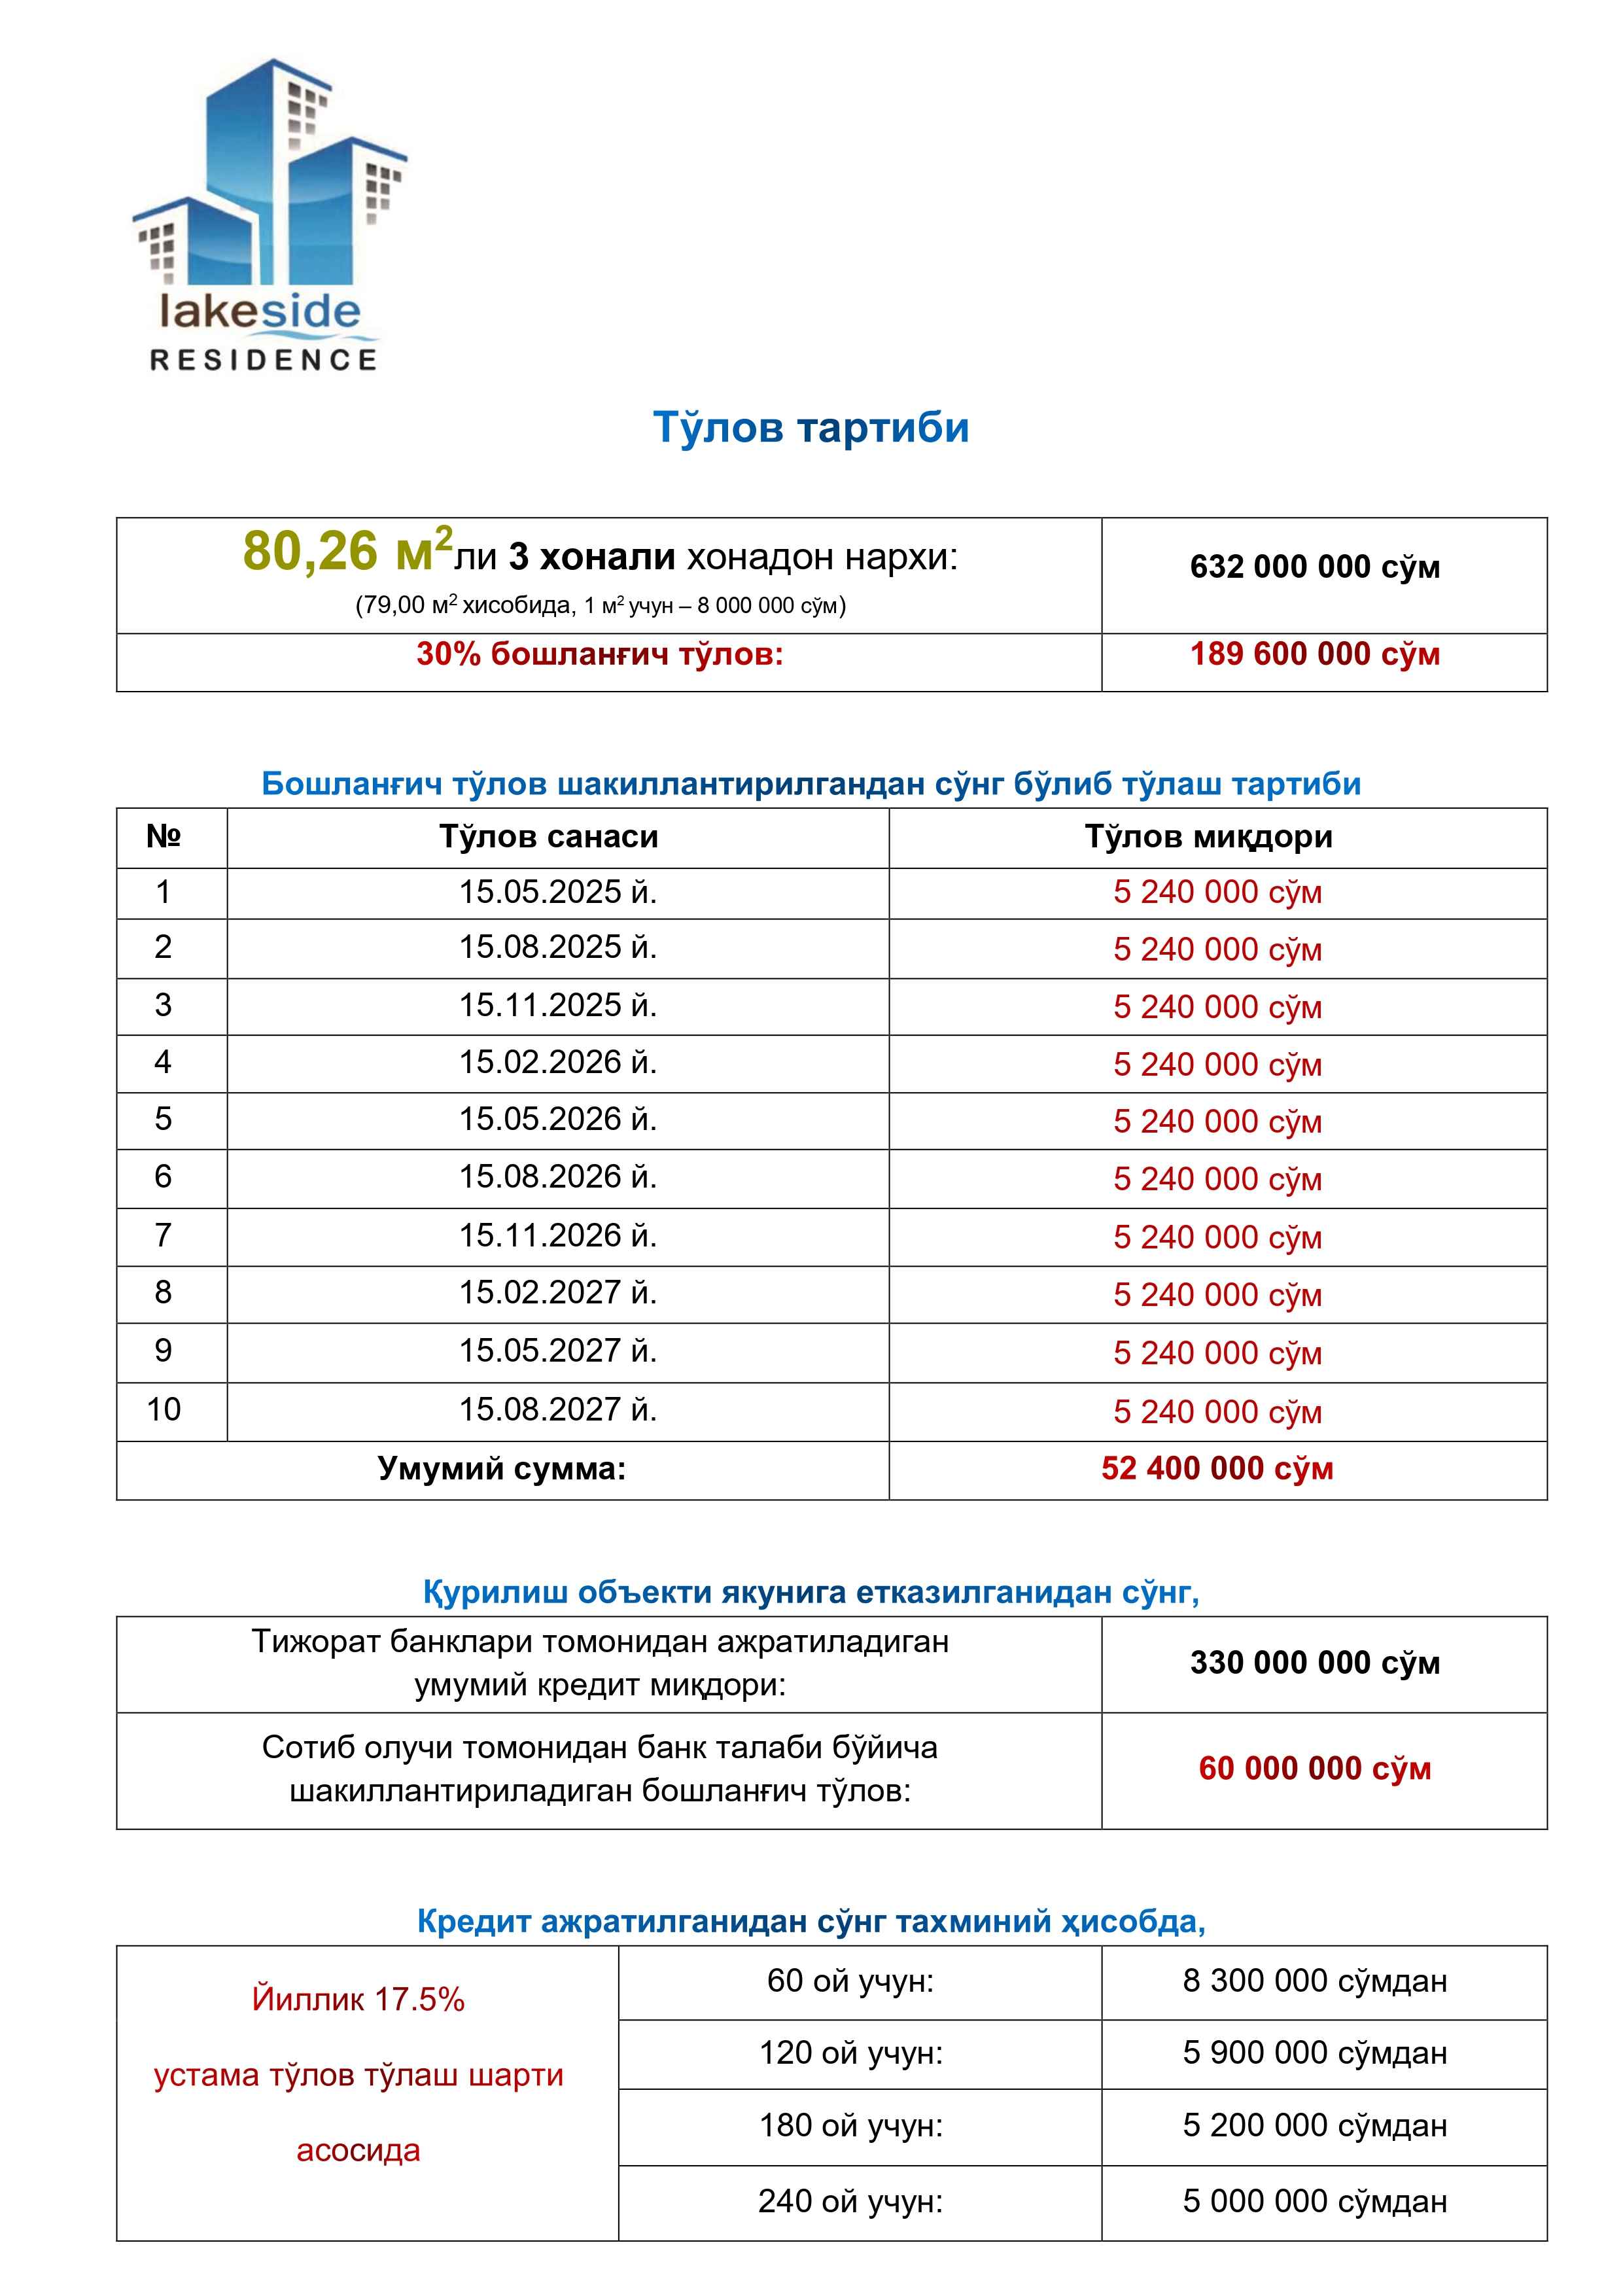 lakeside
RESIDENCE
Тўлов тартиби
80,26 м²ли 3 хонали хонадон нархи:
(79,00 м² хисобида, 1 м² учун – 8 000 000 сўм)
632 000 000 сўм
30% бошланғич тўлов:
189 600 000 сўм
Бошланғич тўлов шакиллантирилгандан сўнг бўлиб тўлаш тартиби
№ Тўлов санаси Тўлов миқдори
1 15.05.2025 й. 5 240 000 сўм
2 15.08.2025 й. 5 240 000 сўм
3 15.11.2025 й. 5 240 000 сўм
4 15.02.2026 й. 5 240 000 сўм
5 15.05.2026 й. 5 240 000 сўм
6 15.08.2026 й. 5 240 000 сўм
7 15.11.2026 й. 5 240 000 сўм
8 15.02.2027 й. 5 240 000 сўм
9 15.05.2027 й. 5 240 000 сўм
10 15.08.2027 й. 5 240 000 сўм
Умумий сумма: 52 400 000 сўм
Қурилиш объекти якунига етказилганидан сўнг,
Тижорат банклари томонидан ажратиладиган
умумий кредит миқдори:
330 000 000 сўм
Сотиб олучи томонидан банк талаби бўйича
шакиллантириладиган бошланғич тўлов:
60 000 000 сўм
Кредит ажратилганидан сўнг тахминий ҳисобда,
Йиллик 17.5%
устама тўлов тўлаш шарти
асосида
60 ой учун: 8 300 000 сўмдан
120 ой учун: 5 900 000 сўмдан
180 ой учун: 5 200 000 сўмдан
240 ой учун: 5 000 000 сўмдан